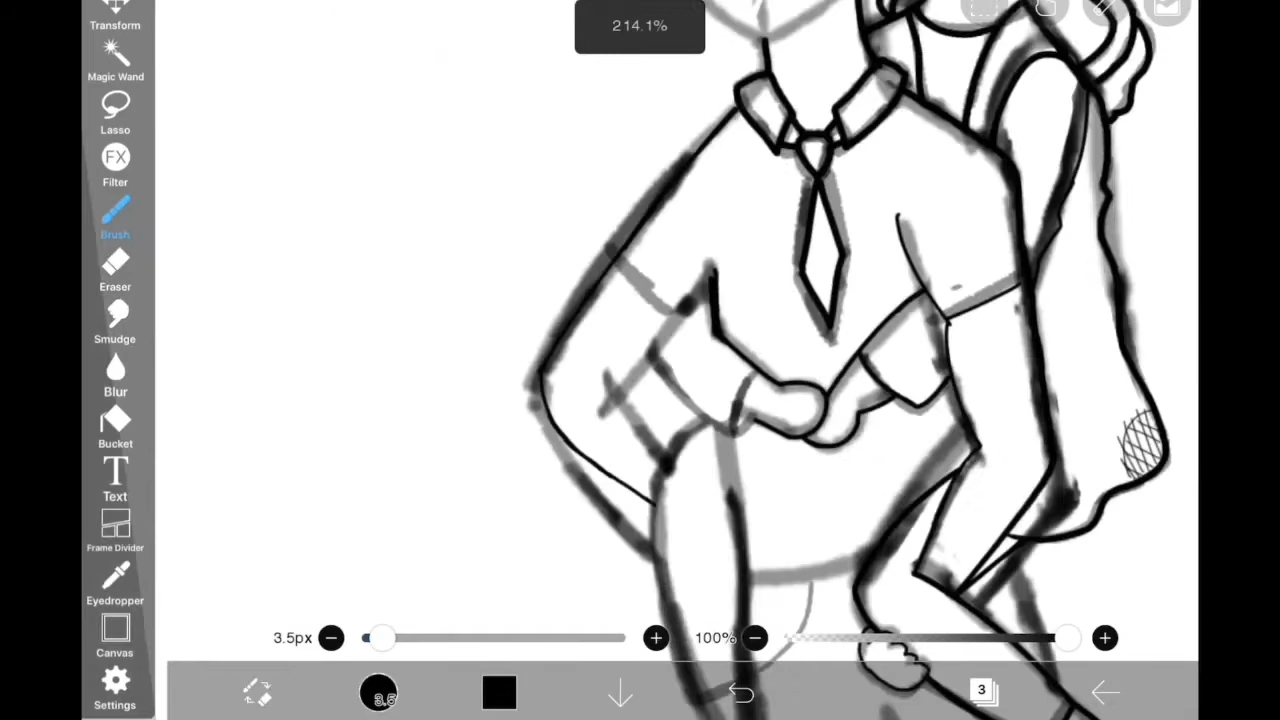 Transform
214.1%
Magic Wand
Lasso
FX
Filter
Brush
Eraser
Smudge
Blur
Bucket
T
Text
Frame Divider
Eyedropper
Canvas
Settings
3.5px
100%
3.5
3